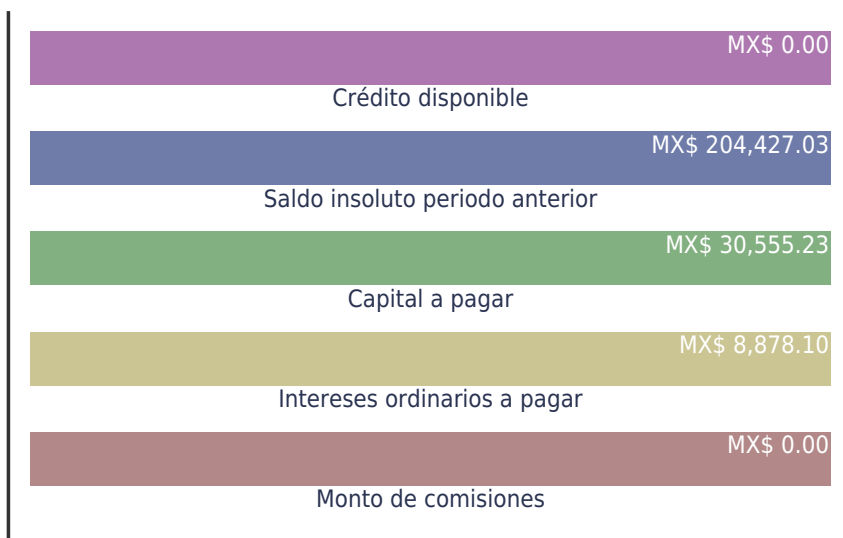 MX$ 0.00
Crédito disponible
MX$ 204,427.03
Saldo insoluto periodo anterior
MX$ 30,555.23
Capital a pagar
MX$ 8,878.10
Intereses ordinarios a pagar
MX$ 0.00
Monto de comisiones